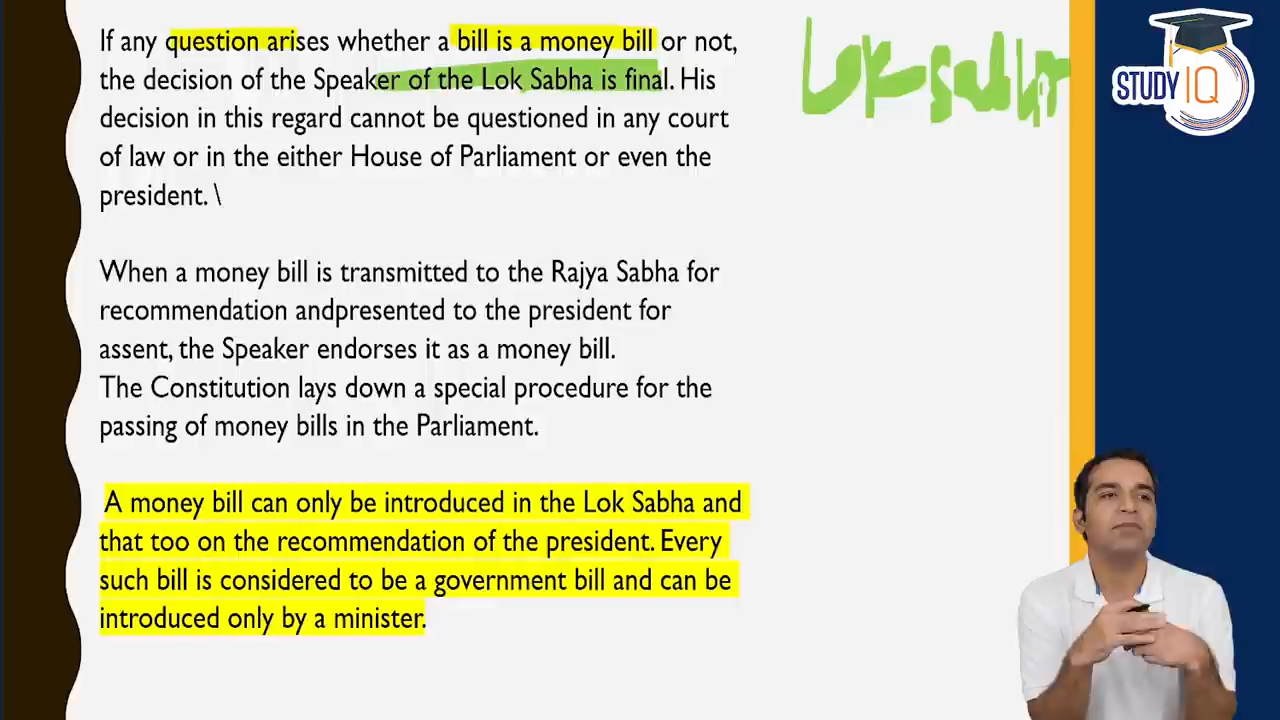 If any question arises whether a bill is a money bill or not,
the decision of the Speaker of the Lok Sabha is final. His
decision in this regard cannot be questioned in any court
of law or in the either House of Parliament or even the
president. \
When a money bill is transmitted to the Rajya Sabha for
recommendation andpresented to the president for
assent, the Speaker endorses it as a money bill.
The Constitution lays down a special procedure for the
passing of money bills in the Parliament.
A money bill can only be introduced in the Lok Sabha and
that too on the recommendation of the president. Every
such bill is considered to be a government bill and can be
introduced only by a minister.
Lok sabha
STUDY IQ